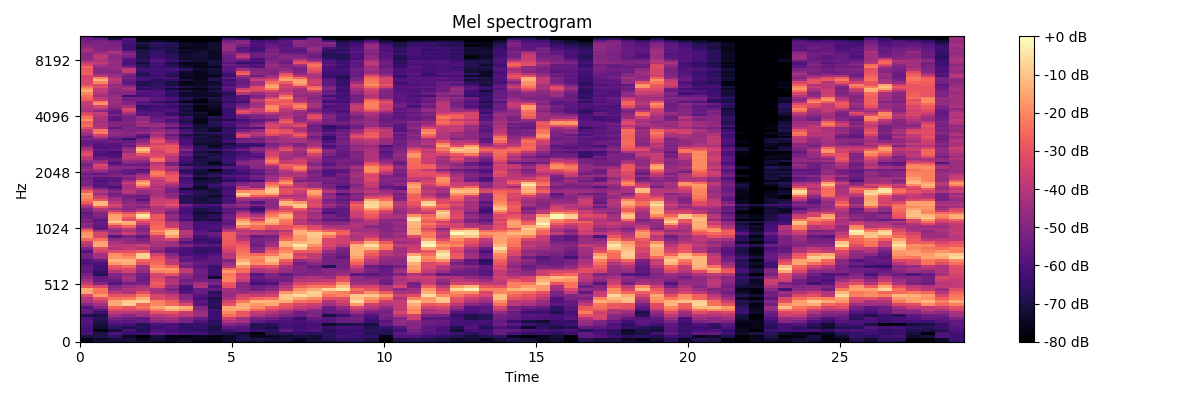 Mel spectrogram
8192
4096
2048
1024
512
0
Hz
0 5 10 15 20 25
Time
+0 dB
-10 dB
-20 dB
-30 dB
-40 dB
-50 dB
-60 dB
-70 dB
-80 dB